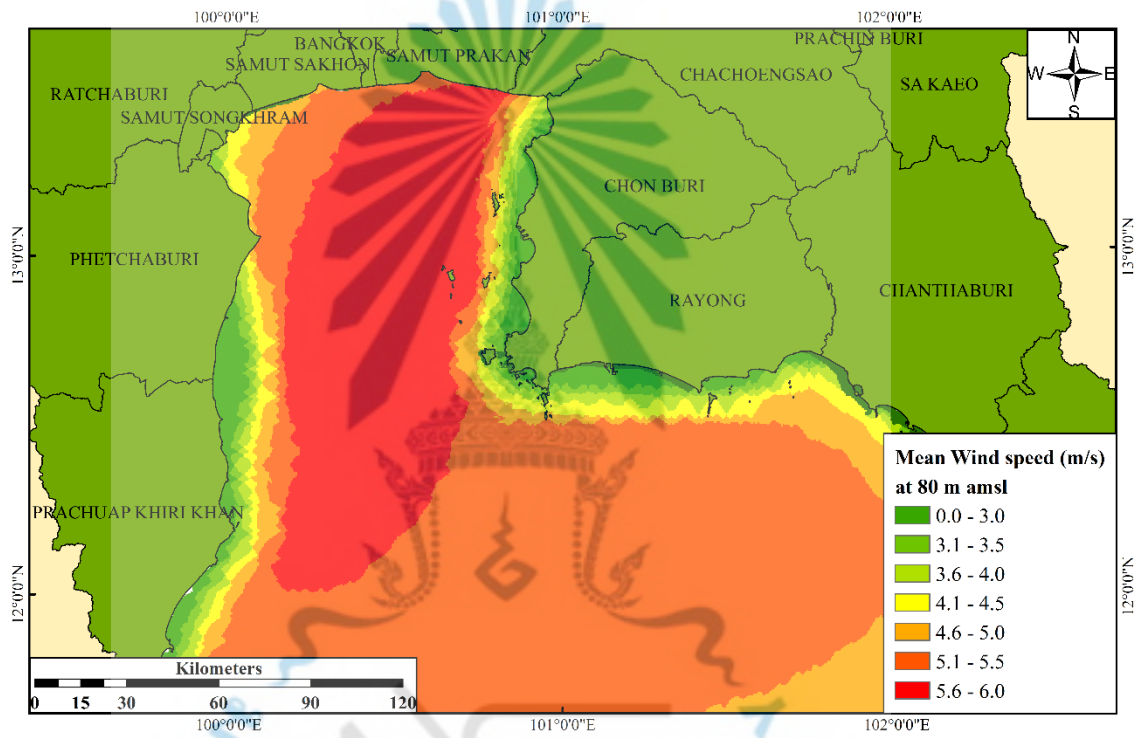 100°0'0"E 101°0'0"E 102°0'0"E
BANGKOK
PRACHIN BURI
SAMUT PRAKAN
SAMUT SAKHON
CHACHOENGSAO
RATCHABURI
SA KAEO
SAMUT SONGKHRAM
CHON BURI
PHETCHABURI
RAYONG
CHANTHABURI
PRACHUAP KHIRI KHAN
N
W E
S
13°0'0"N
13°0'0"N
12°0'0"N
12°0'0"N
Mean Wind speed (m/s)
at 80 m amsl
0.0 - 3.0
3.1 - 3.5
3.6 - 4.0
4.1 - 4.5
4.6 - 5.0
5.1 - 5.5
5.6 - 6.0
Kilometers
0 15 30 60 90 120
100°0'0"E 101°0'0"E 102°0'0"E